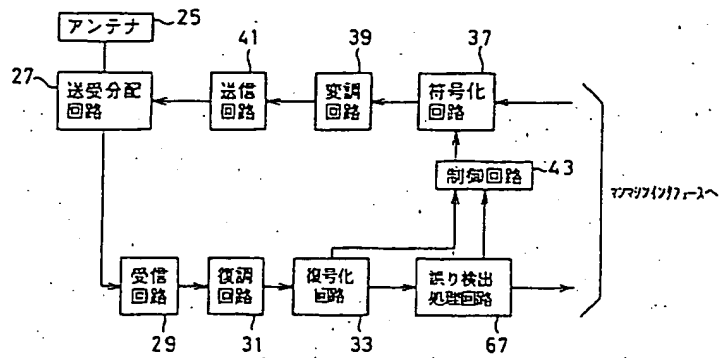 アンテナ
25
27
送受分配
回路
41
送信
回路
39
変調
回路
37
符号化
回路
制御回路
43
マンマシンインタフェースへ
受信
回路
29
復調
回路
31
復号化
回路
33
誤り検出
処理回路
67